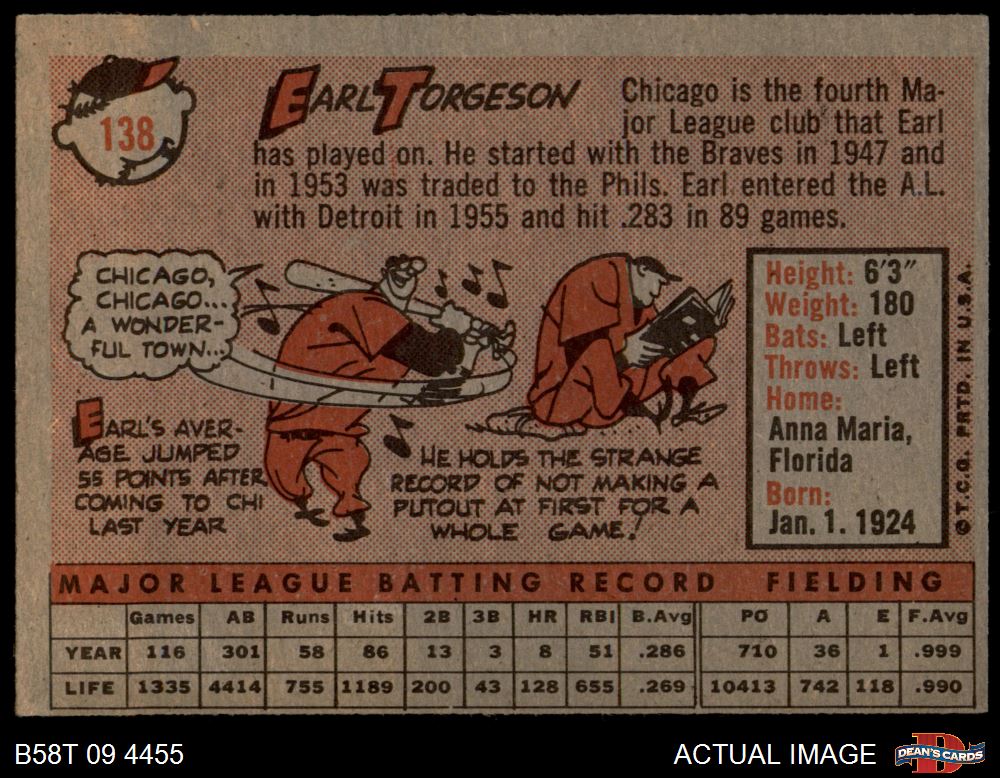 138
EARL TORGESON
Chicago is the fourth Ma-
jor League club that Earl
has played on. He started with the Braves in 1947 and
in 1953 was traded to the Phils. Earl entered the A.L.
with Detroit in 1955 and hit .283 in 89 games.
CHICAGO,
CHICAGO...
A WONDER-
FUL TOWN...
EARL'S AVER-
AGE JUMPED
55 POINTS AFTER
COMING TO CHI
LAST YEAR
HE HOLDS THE STRANGE
RECORD OF NOT MAKING A
PUTOUT AT FIRST FOR A
WHOLE GAME!
Height: 6'3"
Weight: 180
Bats: Left
Throws: Left
Home:
Anna Maria,
Florida
Born:
Jan. 1. 1924
©T.C.G. PRTD. IN U.S.A.
MAJOR LEAGUE BATTING RECORD FIELDING
Games AB Runs Hits 2B 3B HR RBI B.Avg PO A E F.Avg
YEAR 116 301 58 86 13 3 8 51 .286 710 36 1 .999
LIFE 1335 4414 755 1189 200 43 128 655 .269 10413 742 118 .990
B58T 09 4455
ACTUAL IMAGE
DEAN'S CARDS